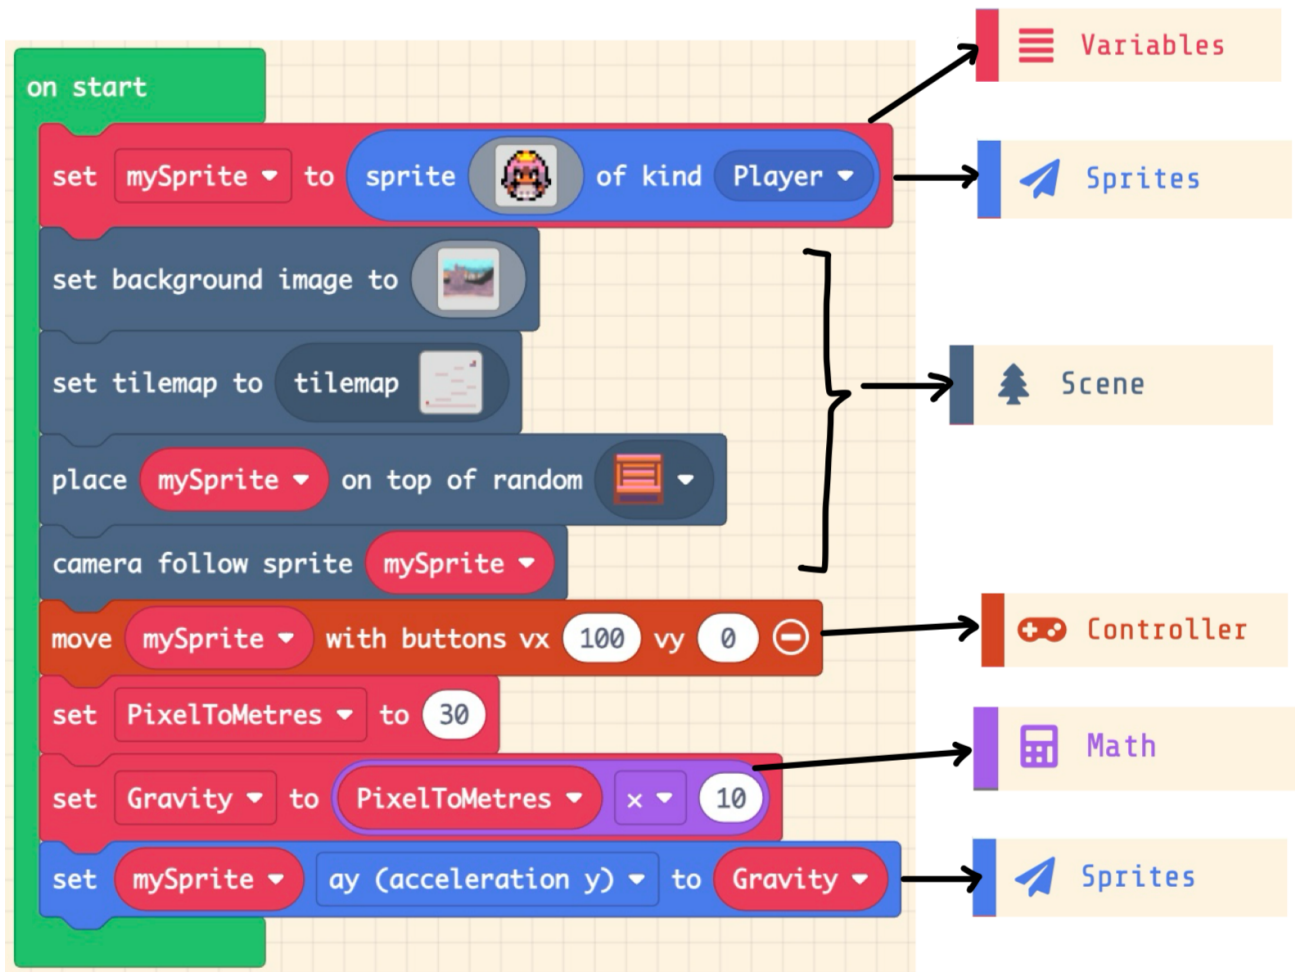 Variables
on start
set mySprite to sprite of kind Player
Sprites
set background image to
set tilemap to tilemap
Scene
place mySprite on top of random
camera follow sprite mySprite
move mySprite with buttons vx 100 vy 0
Controller
set PixelToMetres to 30
Math
set Gravity to PixelToMetres × 10
set mySprite ay (acceleration y) to Gravity
Sprites